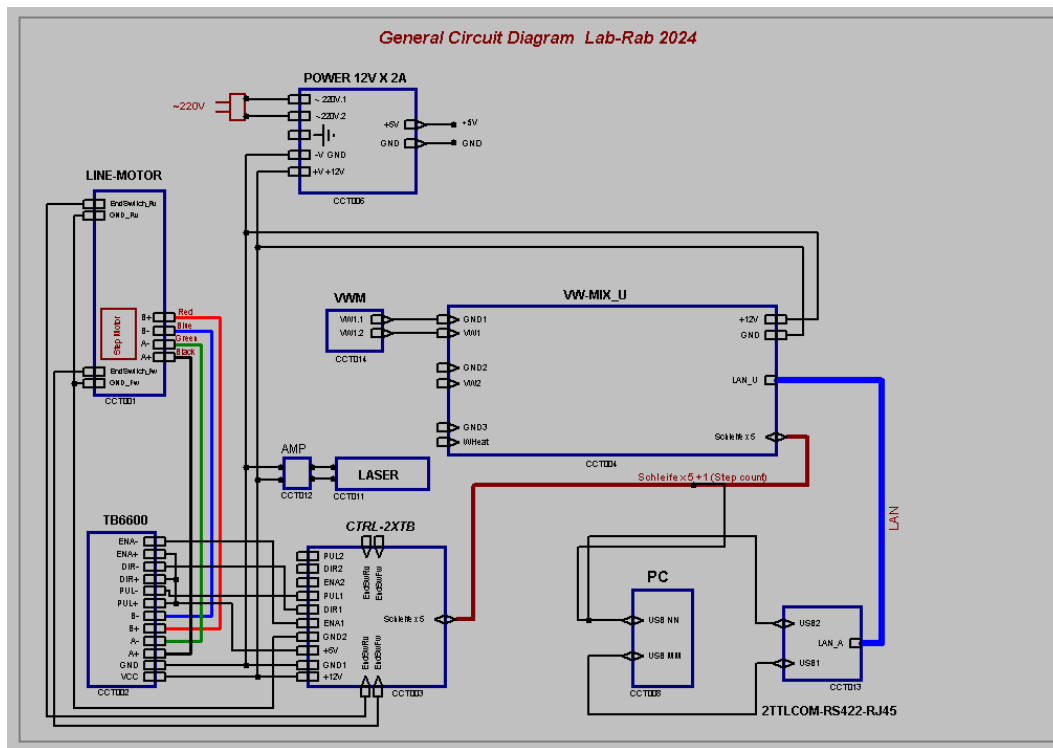 General Circuit Diagram Lab-Rab 2024
POWER 12V X 2A
~220V
~ 220V.1
~220V.2
-V GND
+V +12V
+5V
GND
+5V
GND
CCT006
LINE-MOTOR
EndSwitch_Ru
GND_Ru
Step Motor
B+
B-
A-
A+
Red
Blue
Green
Black
EndSwitch_Fw
GND_Fw
CCT001
VWM
VW1.1
VW1.2
CCT014
VW-MIX_U
GND1
VW1
GND2
VW2
GND3
WHeat
+12V
GND
LAN_U
Schleife x 5
CCT004
AMP
CCT012
LASER
CCT011
Schleife x 5 + 1 (Step count)
LAN
TB6600
ENA-
ENA+
DIR-
DIR+
PUL-
PUL+
B-
B+
A-
A+
GND
VCC
CCT002
CTRL-2XTB
PUL2
DIR2
ENA2
PUL1
DIR1
ENA1
GND2
+5V
GND1
+12V
EndSwRu
EndSwFw
EndSwRu
EndSwFw
Schleife x 5
CCT003
PC
USB NN
USB MM
CCT008
USB2
LAN_A
USB1
CCT013
2TTLCOM-RS422-RJ45